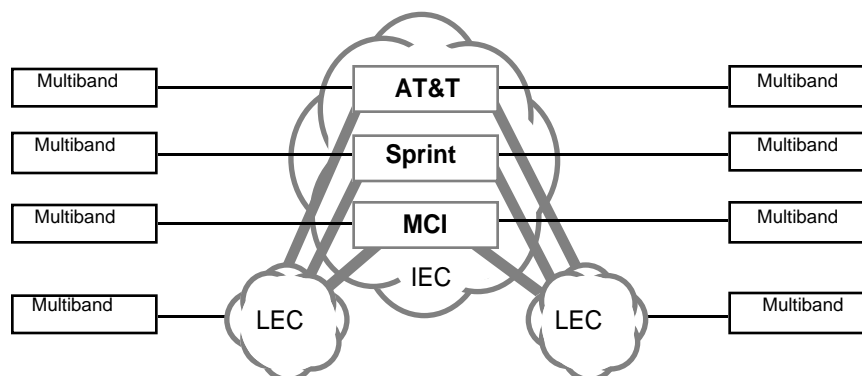 Multiband AT&T Multiband
Multiband Sprint Multiband
Multiband MCI Multiband
IEC
Multiband LEC LEC Multiband